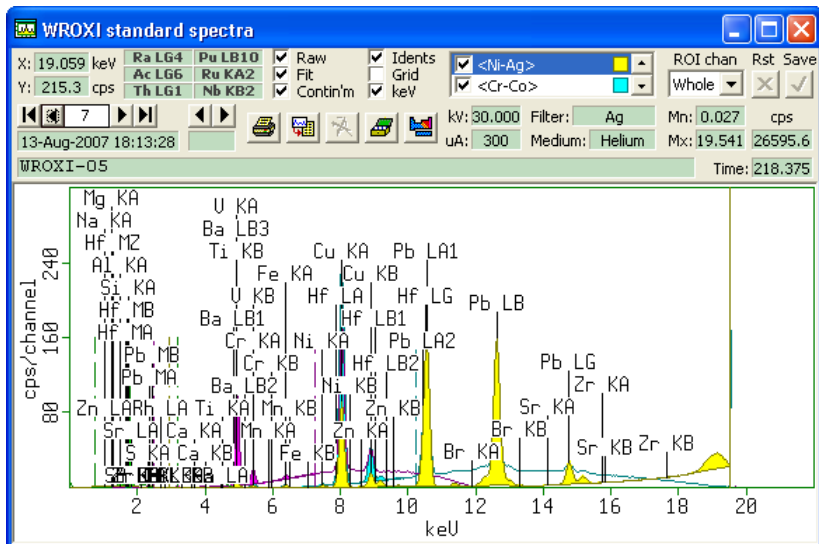 WROXI standard spectra
X: 19.059 keV Ra LG4 Pu LB10 Raw Idents <Ni-Ag> ROI chan Rst Save
Y: 215.3 cps Ac LG6 Ru KA2 Fit Grid <Cr-Co> Whole
Th LG1 Nb KB2 Contin'm keV
7 kV: 30.000 Filter: Ag Mn: 0.027 cps
13-Aug-2007 18:13:28 uA: 300 Medium: Helium Mx: 19.541 26595.6
WROXI-05 Time: 218.375
Mg KA V KA
Na KA Ba LB3
Hf MZ Ti KB Cu KA Pb LA1
Al KA Fe KA Cu KB
Si KA V KB Hf LA Hf LG Pb LB
Hf MB Ba LB1 Hf LB1
Hf MA Cr KA Ni KA Pb LA2
Pb MB Cr KB Hf LB2 Pb LG
Pb MA Ba LB2 Ni KB Zr KA
Zn LA Rh LA Ti KA Mn KB Zn KB Sr KA
Sr LA Ca KA Mn KA Zn KA Br KB
S KA Ca KB Fe KB Br KA Sr KB Zr KB
Ba LA
cps/channel
240
160
80
2 4 6 8 10 12 14 16 18 20
keV